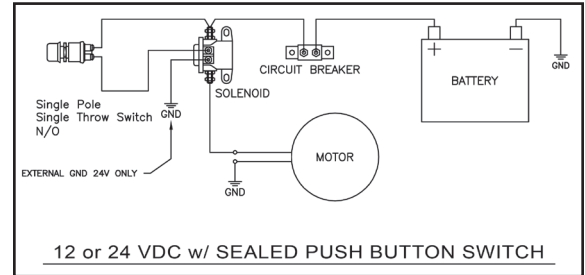 + –
BATTERY
GND
CIRCUIT BREAKER
SOLENOID
Single Pole
Single Throw Switch
N/O
GND
EXTERNAL GND 24V ONLY
MOTOR
GND
12 or 24 VDC w/ SEALED PUSH BUTTON SWITCH